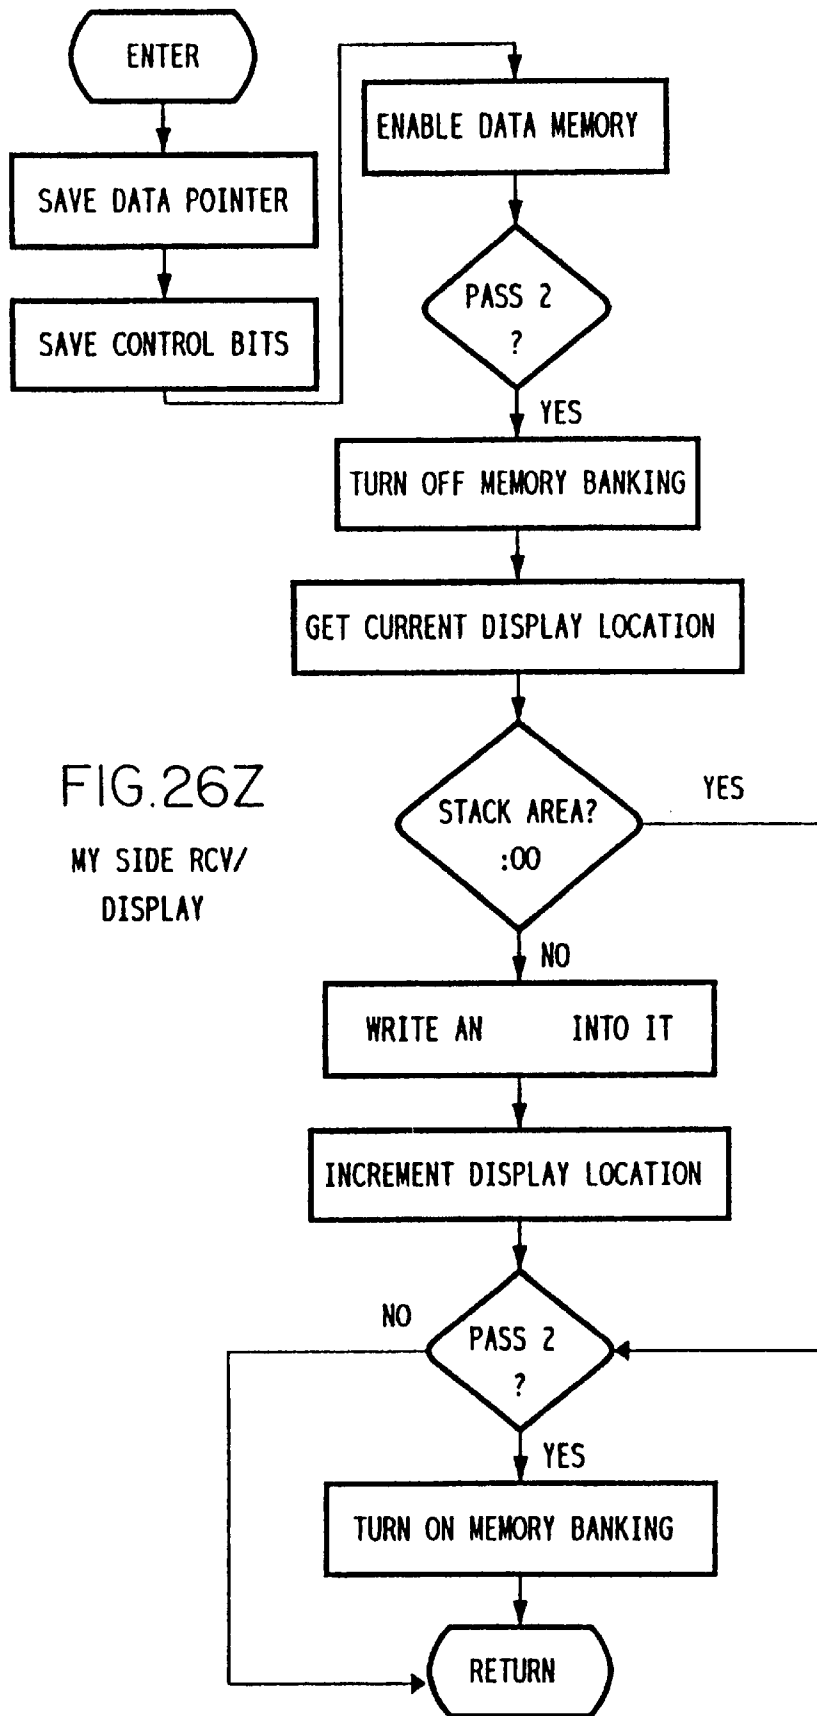 ENTER
SAVE DATA POINTER
SAVE CONTROL BITS
ENABLE DATA MEMORY
PASS 2
?
YES
TURN OFF MEMORY BANKING
GET CURRENT DISPLAY LOCATION
STACK AREA?
:00
YES
NO
FIG.26Z
MY SIDE RCV/
DISPLAY
WRITE AN INTO IT
INCREMENT DISPLAY LOCATION
PASS 2
?
NO
YES
TURN ON MEMORY BANKING
RETURN